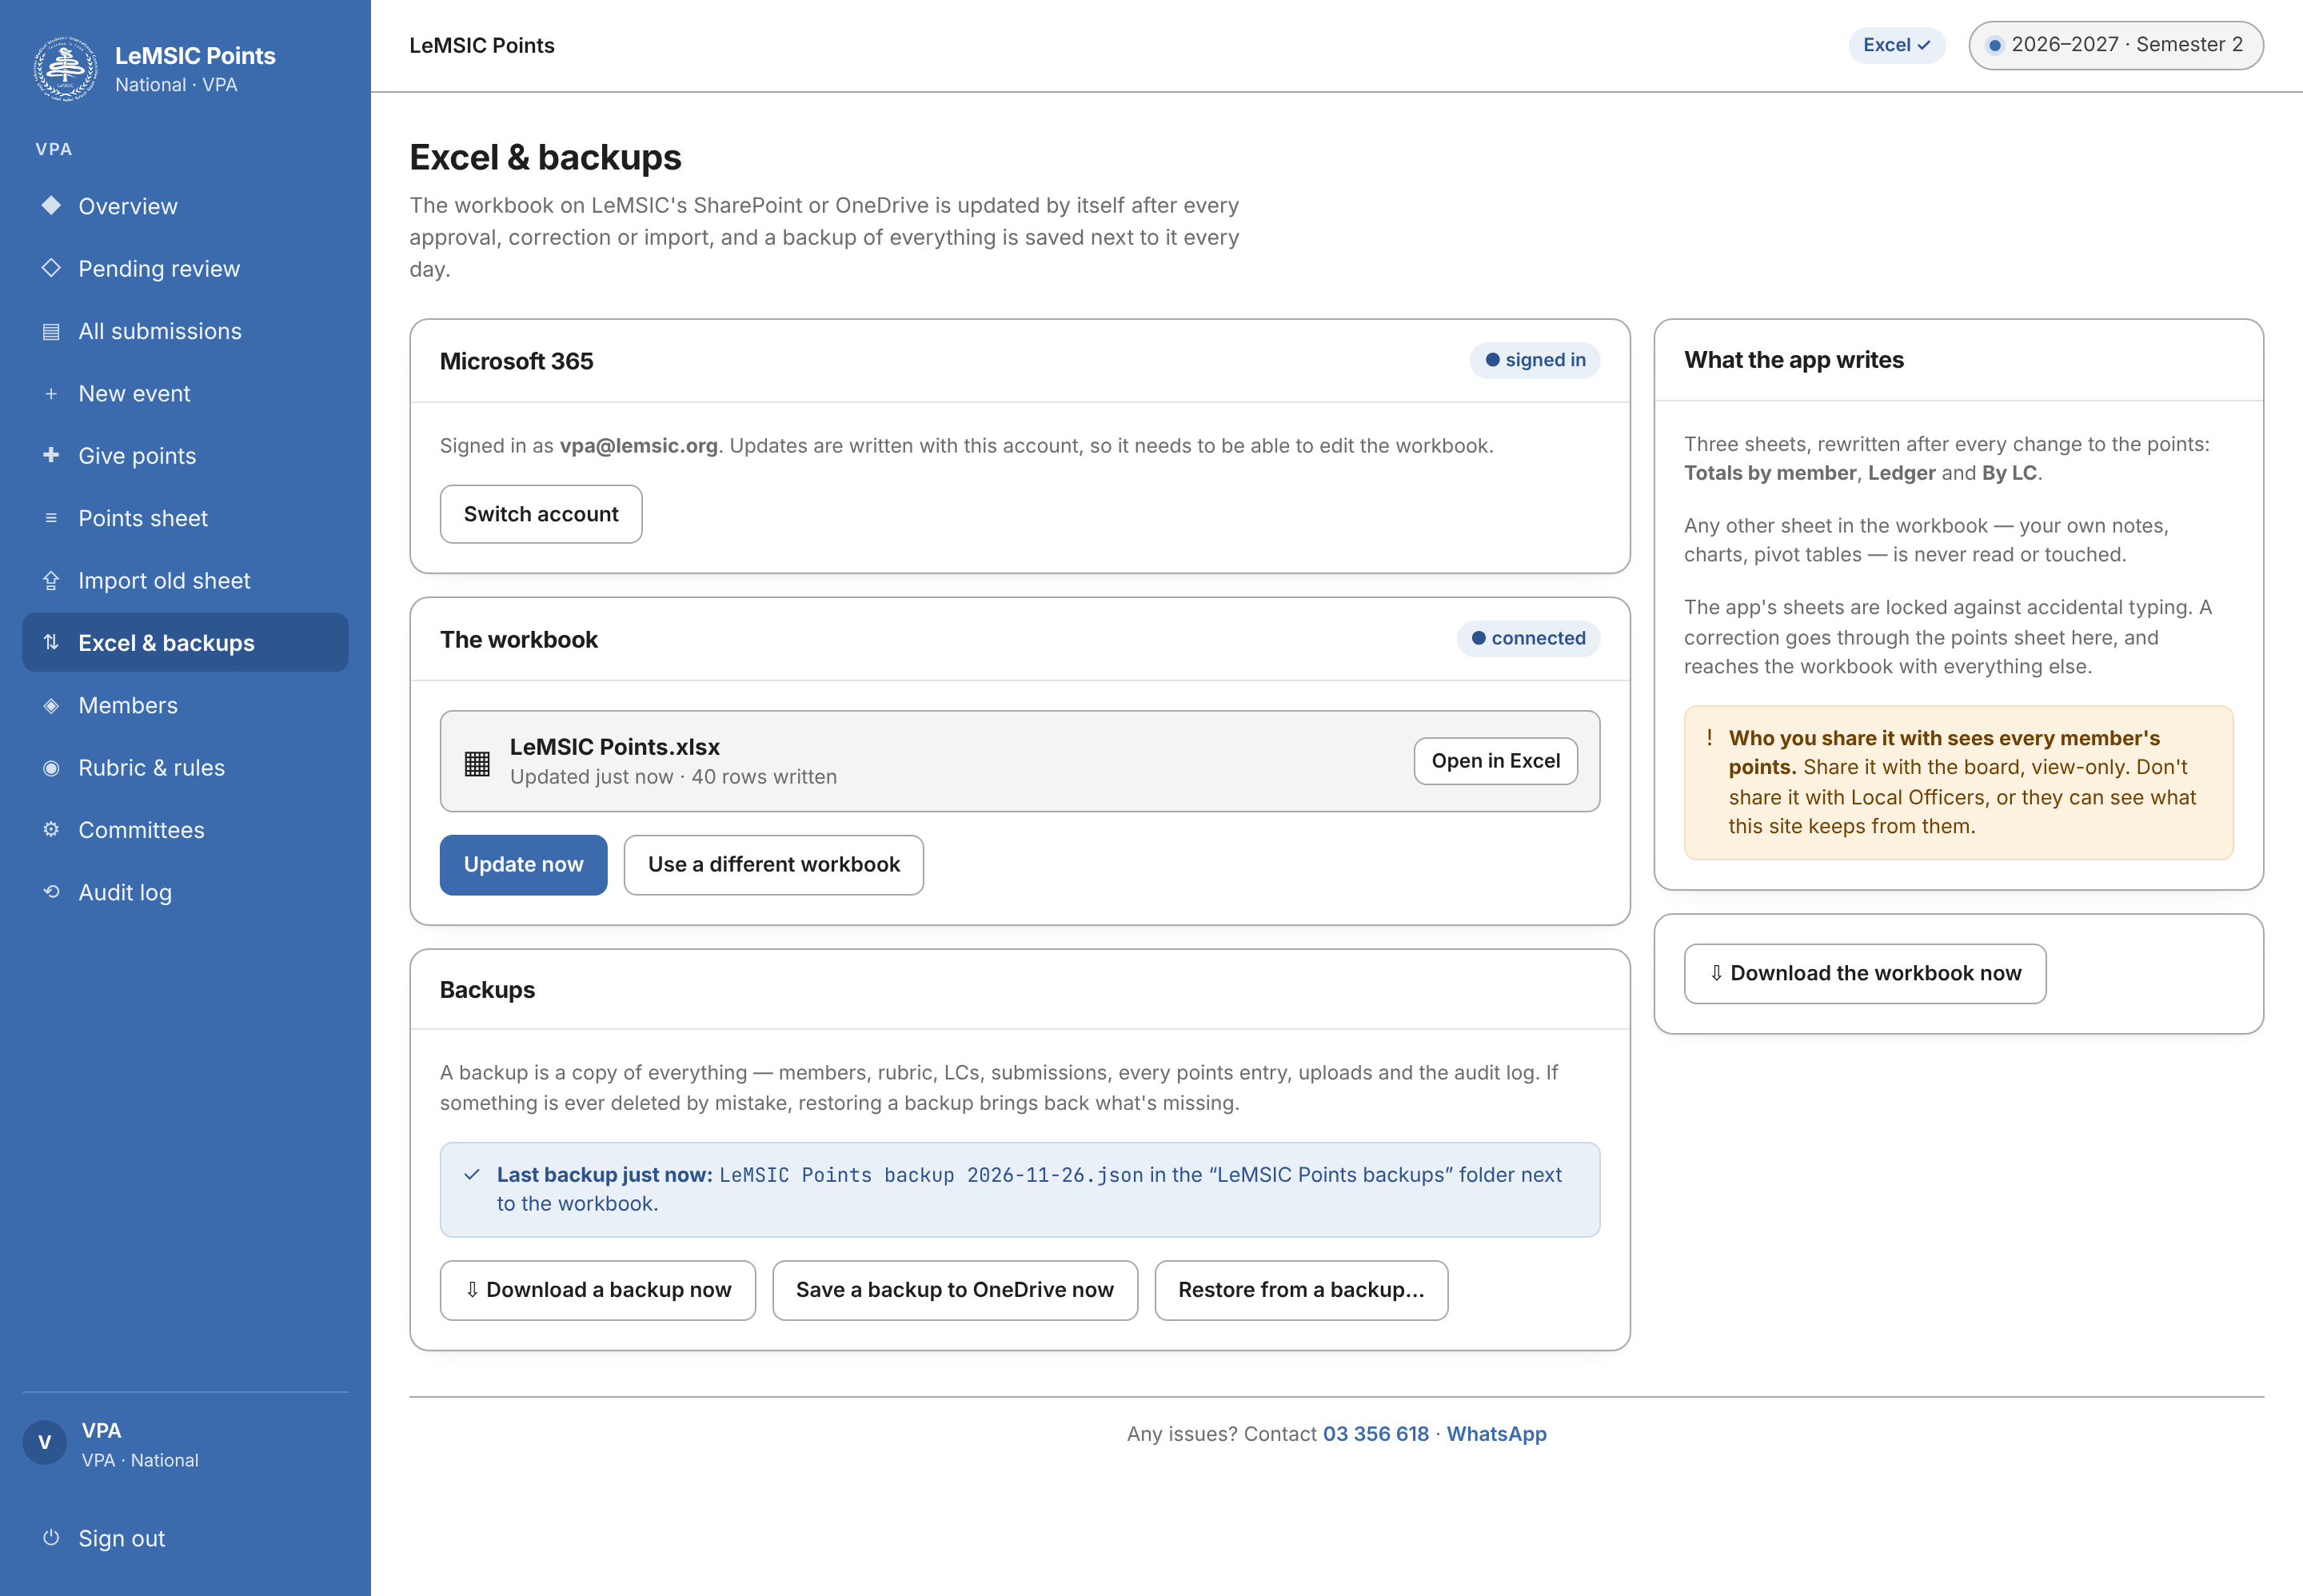 LeMSIC Points
National · VPA
VPA
Overview
Pending review
All submissions
New event
Give points
Points sheet
Import old sheet
Excel & backups
Members
Rubric & rules
Committees
Audit log
V
VPA
VPA · National
Sign out
LeMSIC Points
Excel ✓
2026–2027 · Semester 2
Excel & backups
The workbook on LeMSIC's SharePoint or OneDrive is updated by itself after every
approval, correction or import, and a backup of everything is saved next to it every
day.
Microsoft 365
signed in
Signed in as vpa@lemsic.org. Updates are written with this account, so it needs to be able to edit the workbook.
Switch account
The workbook
connected
LeMSIC Points.xlsx
Updated just now · 40 rows written
Open in Excel
Update now
Use a different workbook
Backups
A backup is a copy of everything — members, rubric, LCs, submissions, every points entry, uploads and the audit log. If
something is ever deleted by mistake, restoring a backup brings back what's missing.
✓ Last backup just now: LeMSIC Points backup 2026-11-26.json in the “LeMSIC Points backups” folder next
to the workbook.
⇩ Download a backup now
Save a backup to OneDrive now
Restore from a backup…
What the app writes
Three sheets, rewritten after every change to the points:
Totals by member, Ledger and By LC.
Any other sheet in the workbook — your own notes,
charts, pivot tables — is never read or touched.
The app's sheets are locked against accidental typing. A
correction goes through the points sheet here, and
reaches the workbook with everything else.
! Who you share it with sees every member's
points. Share it with the board, view-only. Don't
share it with Local Officers, or they can see what
this site keeps from them.
⇩ Download the workbook now
Any issues? Contact 03 356 618 · WhatsApp